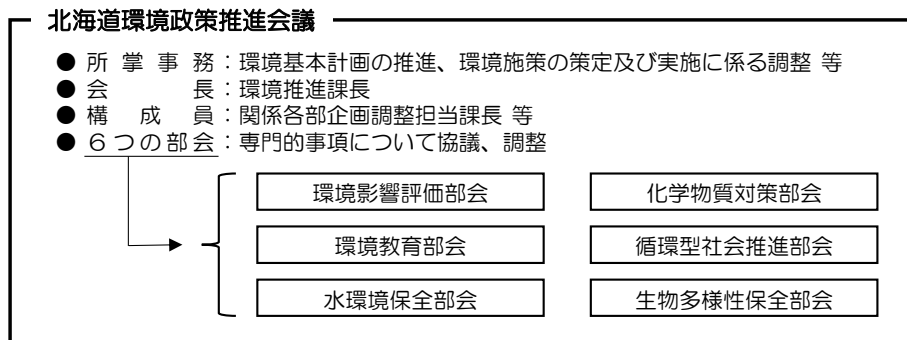 北海道環境政策推進会議
● 所掌事務：環境基本計画の推進、環境施策の策定及び実施に係る調整 等
● 会長：環境推進課長
● 構成員：関係各部企画調整担当課長 等
● ６つの部会：専門的事項について協議、調整
環境影響評価部会
化学物質対策部会
環境教育部会
循環型社会推進部会
水環境保全部会
生物多様性保全部会